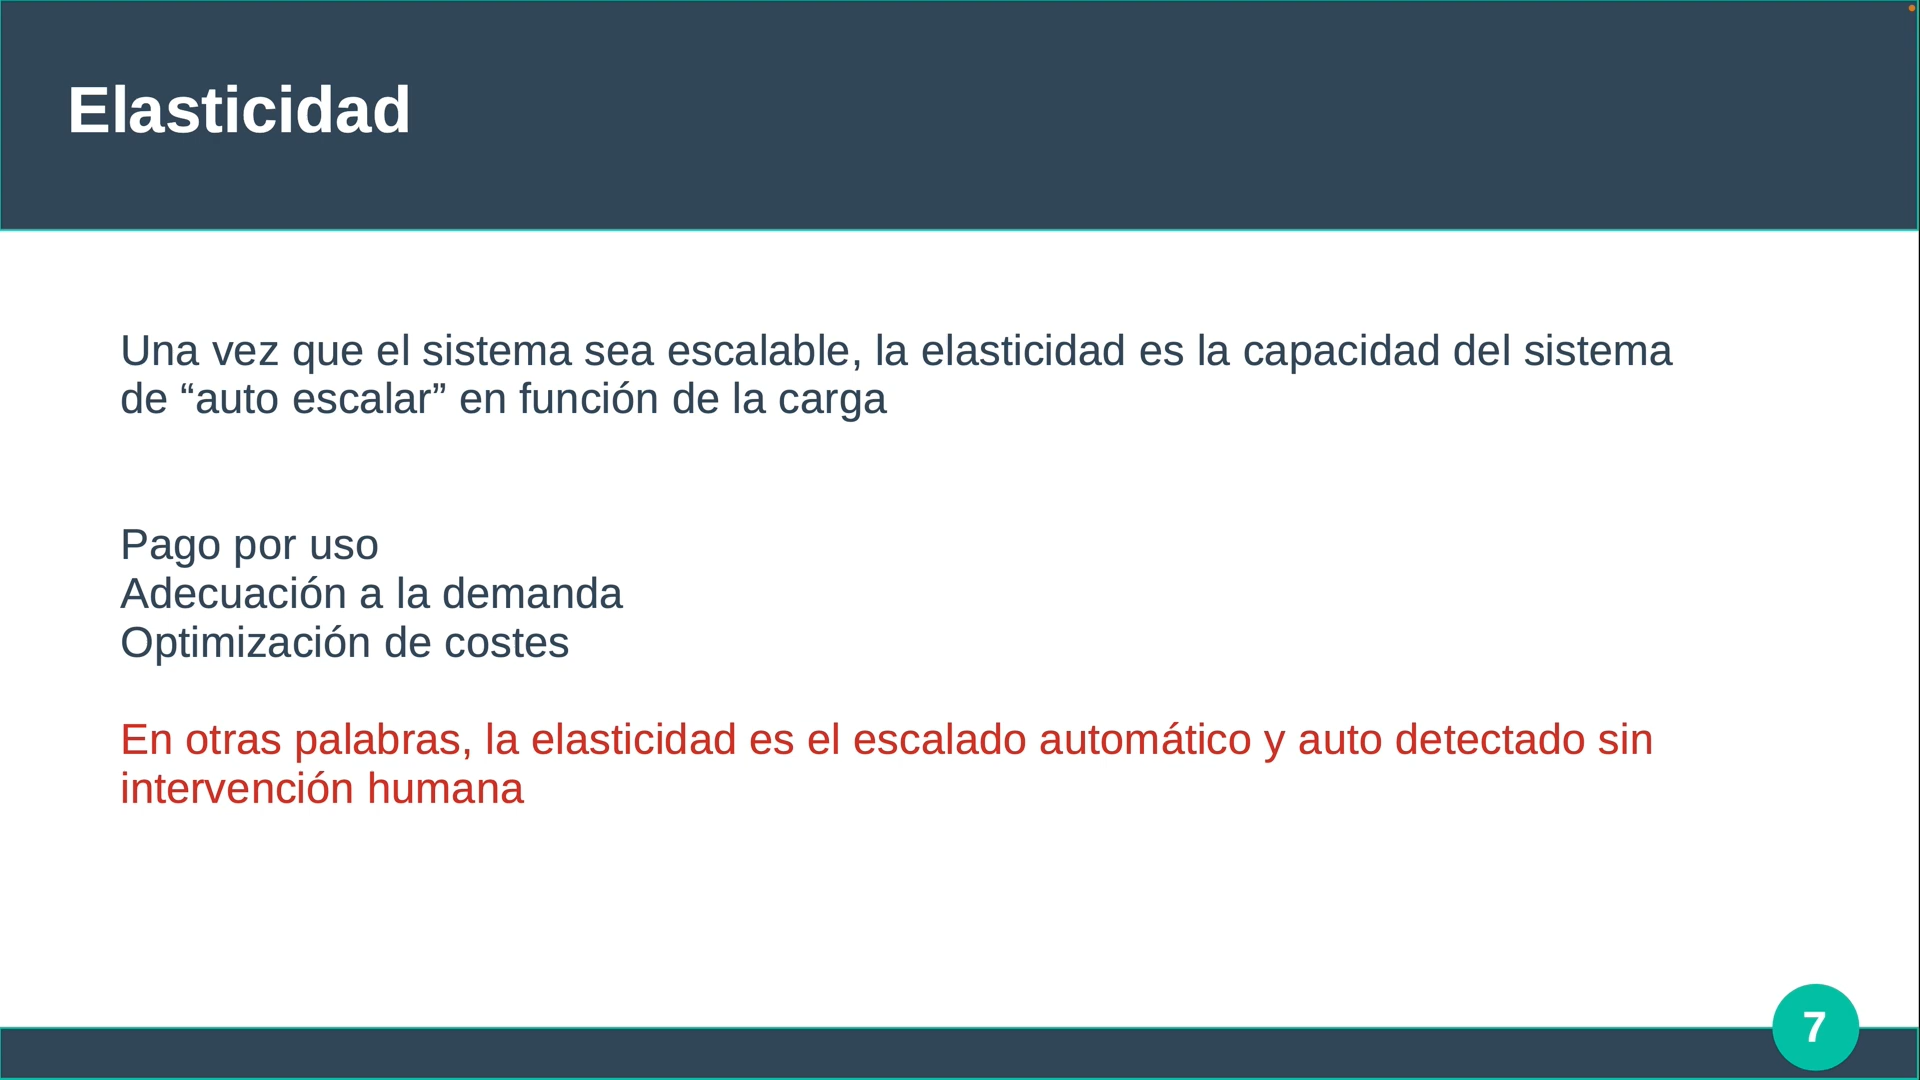 Elasticidad
Una vez que el sistema sea escalable, la elasticidad es la capacidad del sistema
de “auto escalar” en función de la carga
Pago por uso
Adecuación a la demanda
Optimización de costes
En otras palabras, la elasticidad es el escalado automático y auto detectado sin
intervención humana
7